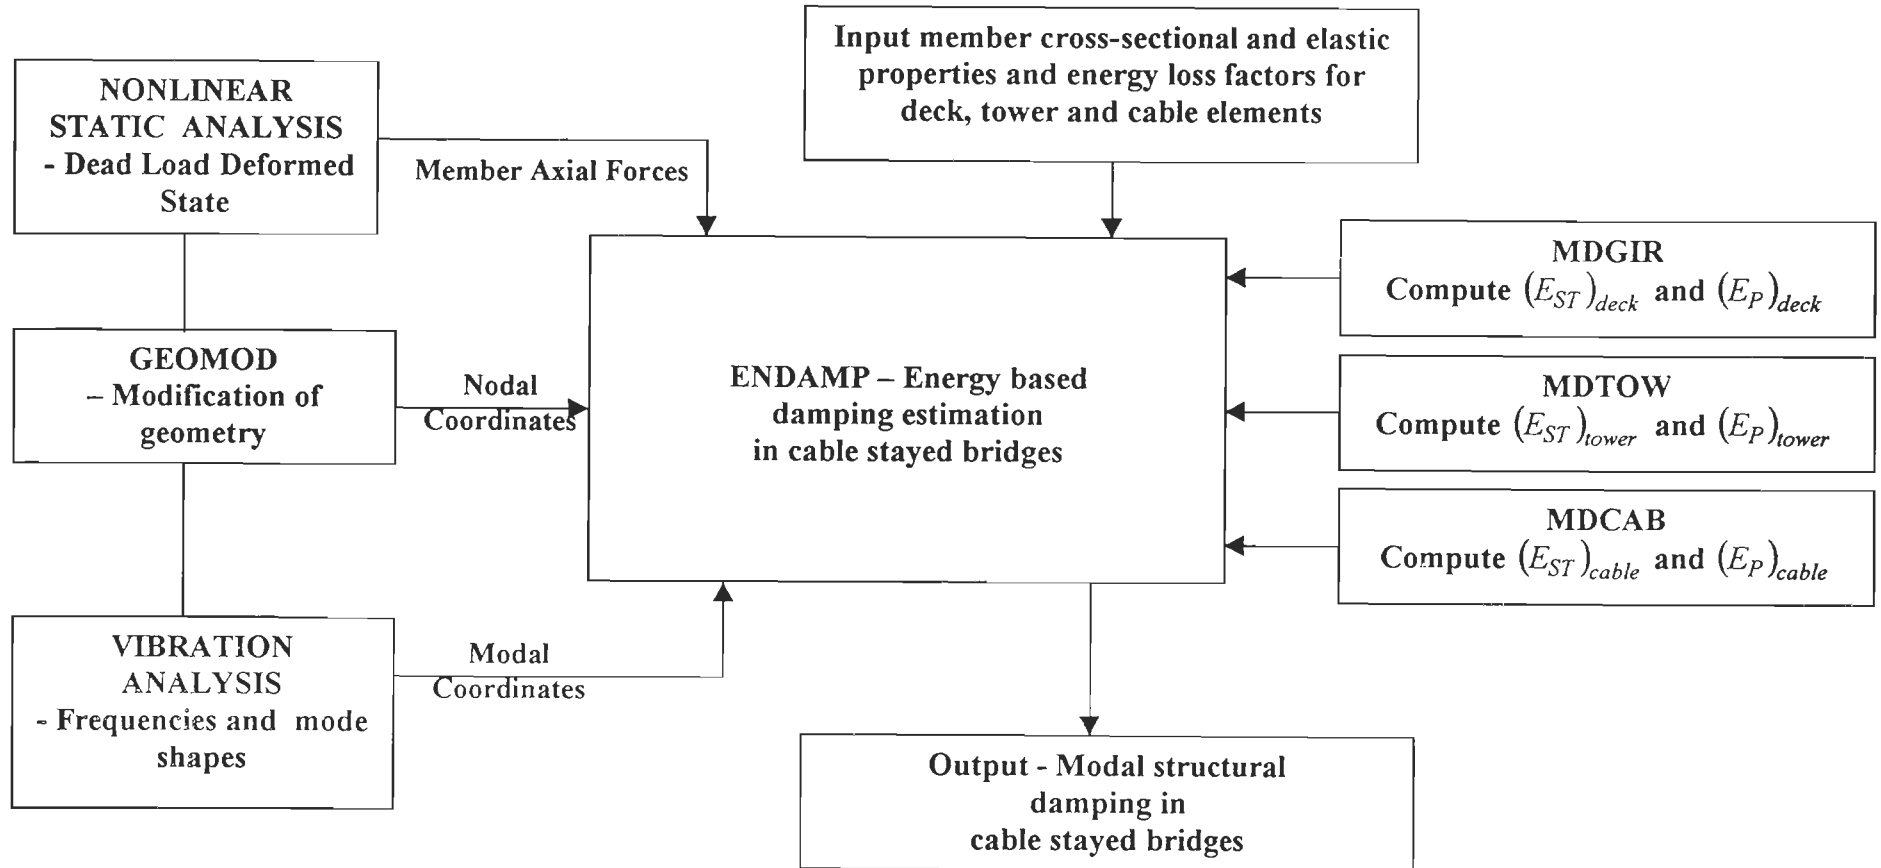 Input member cross-sectional and elastic
properties and energy loss factors for
deck, tower and cable elements
NONLINEAR
STATIC ANALYSIS
- Dead Load Deformed
State
Member Axial Forces
MDGIR
Compute (E_ST)_deck and (E_P)_deck
GEOMOD
– Modification of
geometry
Nodal
Coordinates
ENDAMP – Energy based
damping estimation
in cable stayed bridges
MDTOW
Compute (E_ST)_tower and (E_P)_tower
MDCAB
Compute (E_ST)_cable and (E_P)_cable
VIBRATION
ANALYSIS
- Frequencies and mode
shapes
Modal
Coordinates
Output - Modal structural
damping in
cable stayed bridges